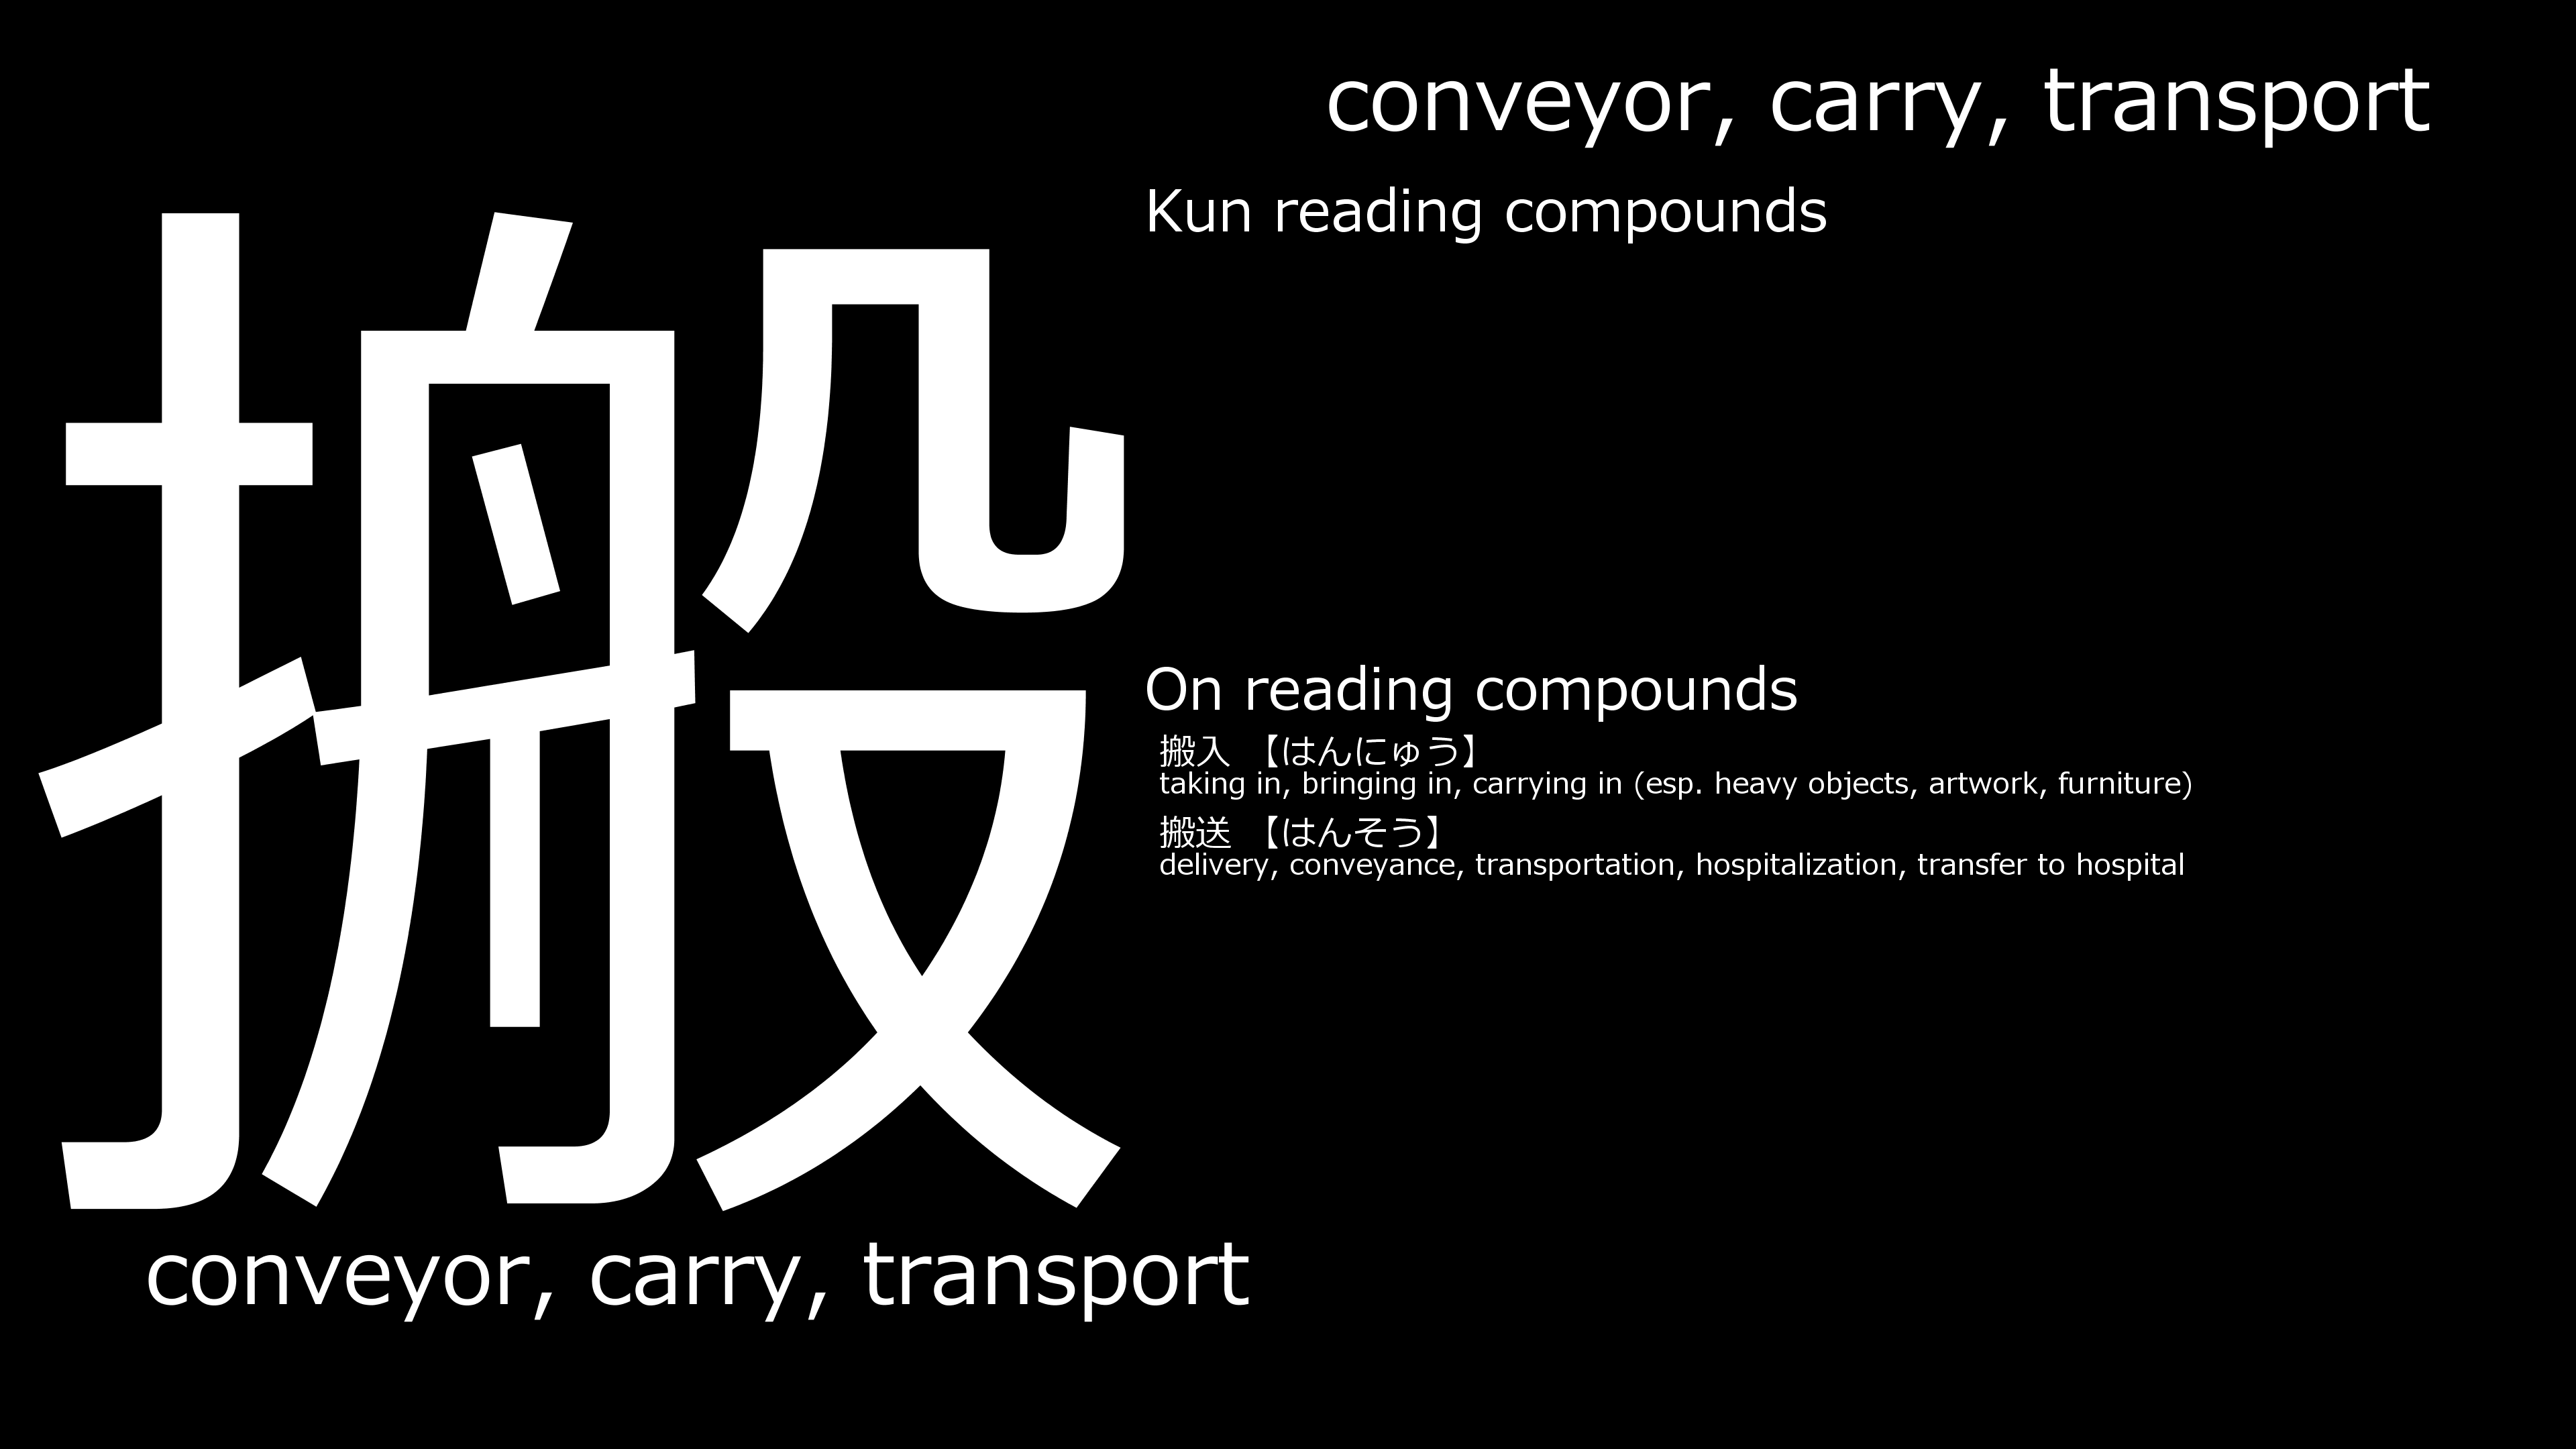 搬
conveyor, carry, transport
conveyor, carry, transport
Kun reading compounds
On reading compounds
搬入 【はんにゅう】
taking in, bringing in, carrying in (esp. heavy objects, artwork, furniture)
搬送 【はんそう】
delivery, conveyance, transportation, hospitalization, transfer to hospital